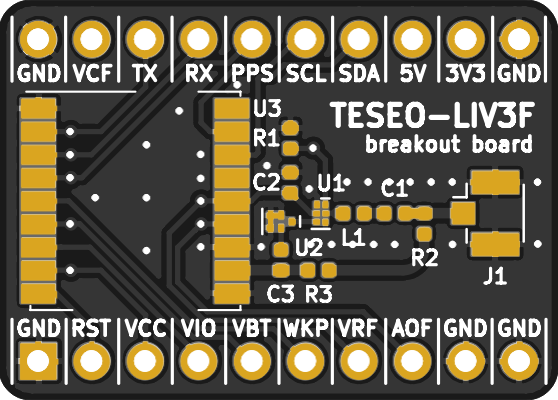 GND VCF TX RX PPS SCL SDA 5V 3V3 GND
U3
TESEO-LIV3F
R1
breakout board
C2
U1
C1
L1
U2
R2
J1
C3 R3
GND RST VCC VIO VBT WKP VRF AOF GND GND